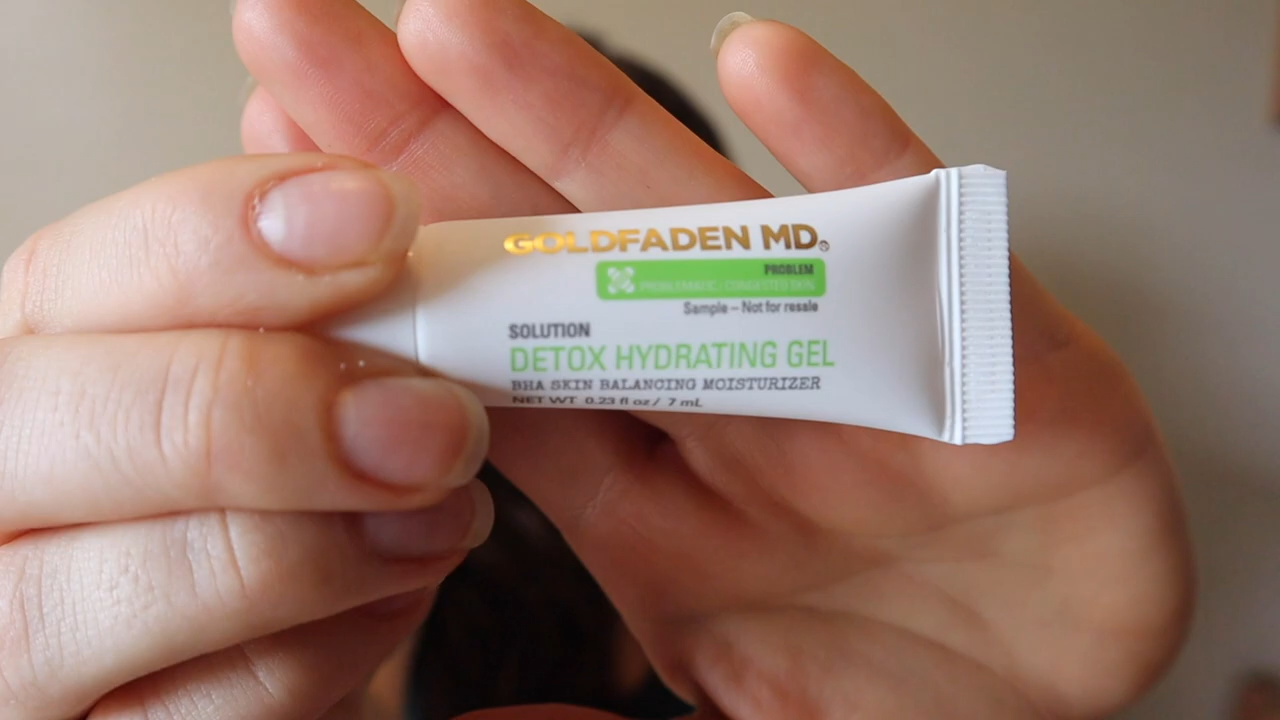 GOLDFADEN MD®
PROBLEM
PROBLEMATIC / CONGESTED SKIN
Sample – Not for resale
SOLUTION
DETOX HYDRATING GEL
BHA SKIN BALANCING MOISTURIZER
NET WT 0.23 fl oz / 7 mL